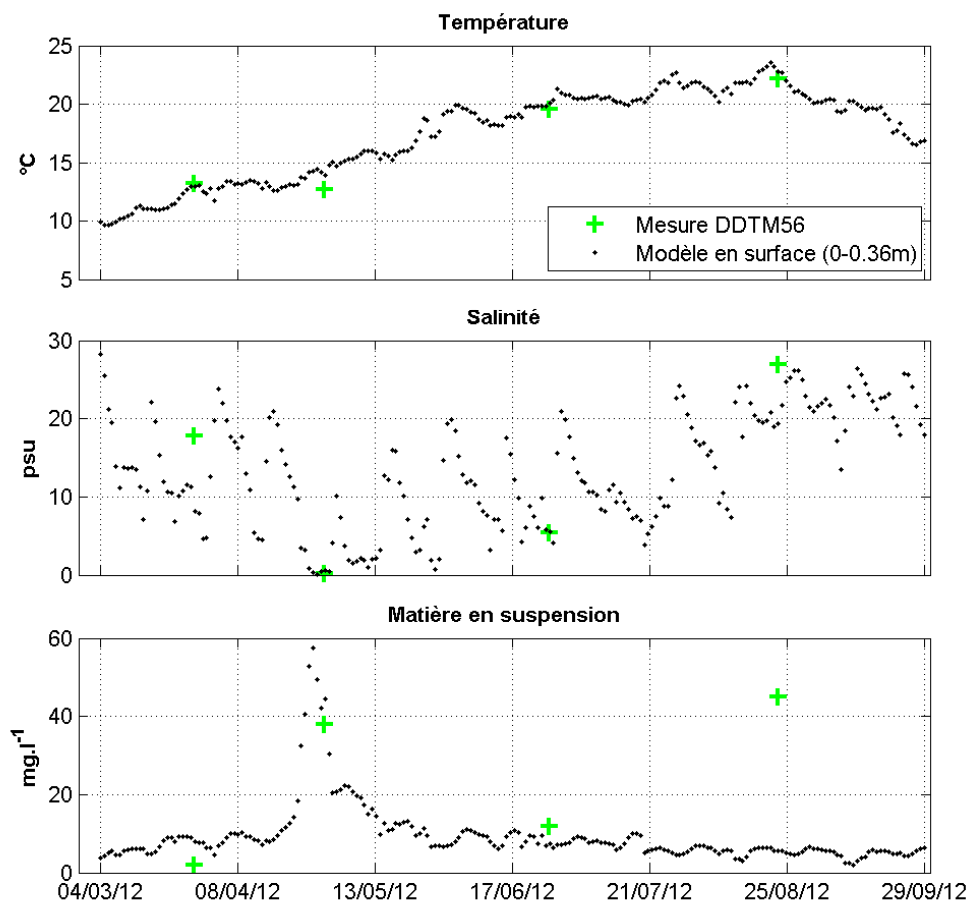 Température
25
20
15
10
5
°C
Mesure DDTM56
Modèle en surface (0-0.36m)
Salinité
30
20
10
0
psu
Matière en suspension
60
40
20
0
mg.l-1
04/03/12 08/04/12 13/05/12 17/06/12 21/07/12 25/08/12 29/09/12